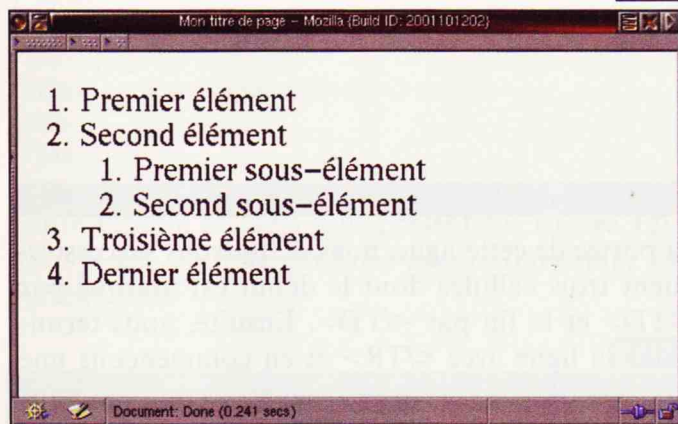 Mon titre de page – Mozilla {Build ID: 2001101202}
1. Premier élément
2. Second élément
1. Premier sous-élément
2. Second sous-élément
3. Troisième élément
4. Dernier élément
Document: Done (0.241 secs)